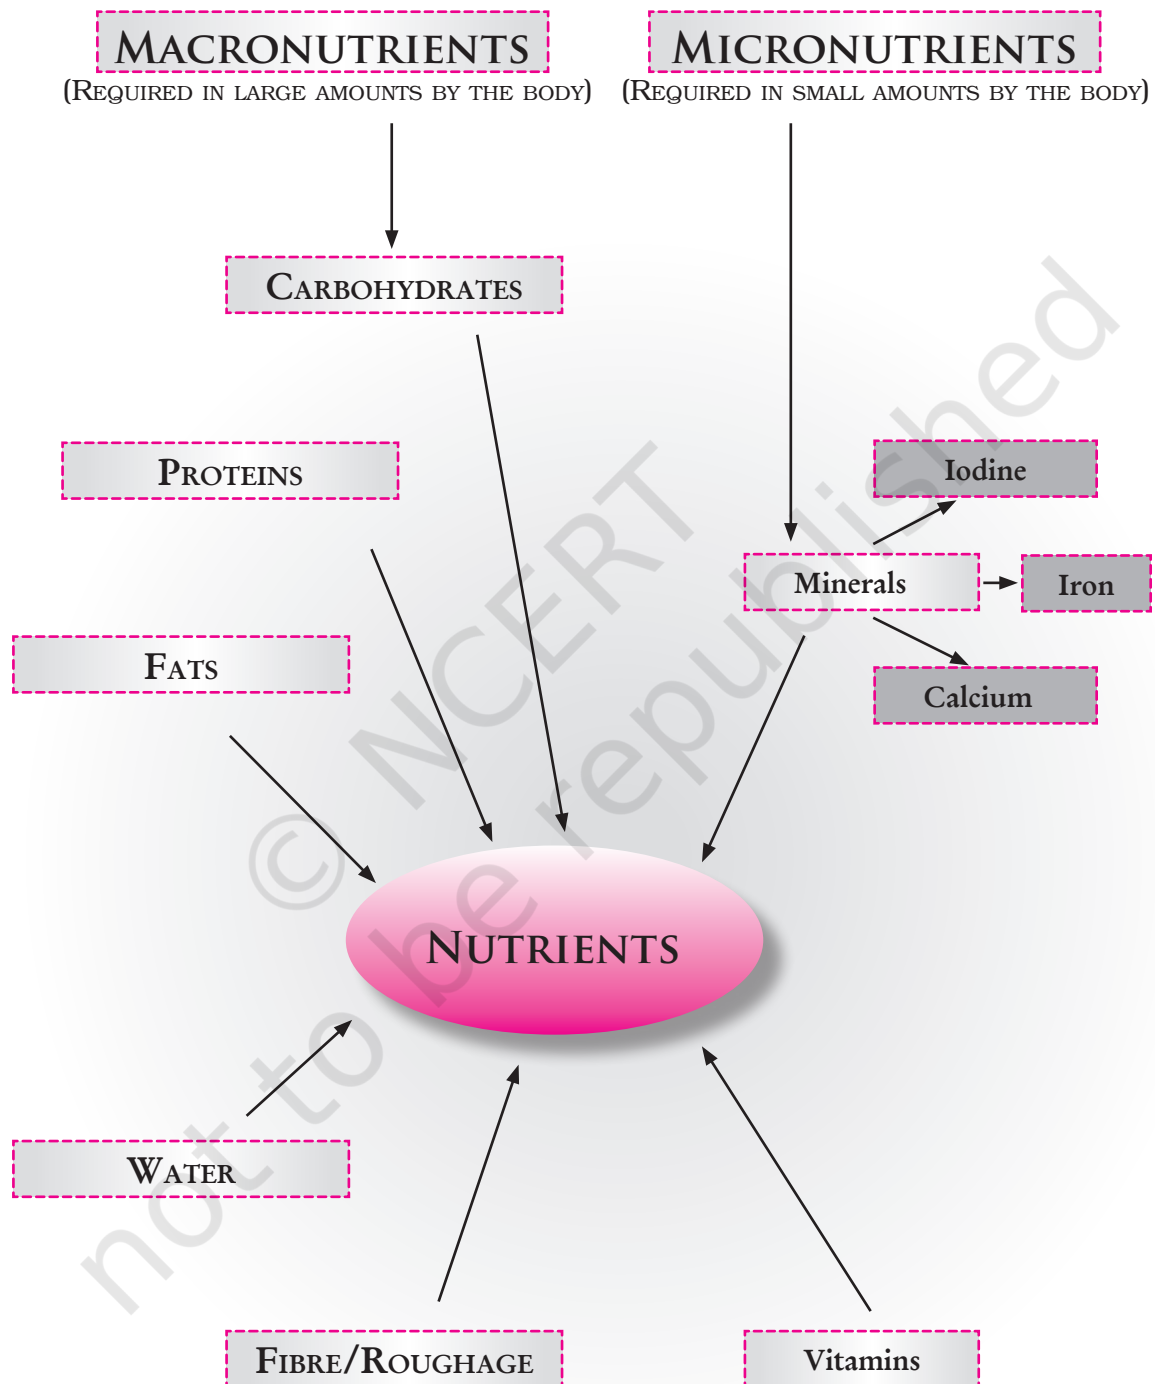 MACRONUTRIENTS
(REQUIRED IN LARGE AMOUNTS BY THE BODY)
MICRONUTRIENTS
(REQUIRED IN SMALL AMOUNTS BY THE BODY)
CARBOHYDRATES
PROTEINS
Iodine
Minerals
Iron
FATS
Calcium
NUTRIENTS
WATER
FIBRE/ROUGHAGE
Vitamins
© NCERT
not to be republished